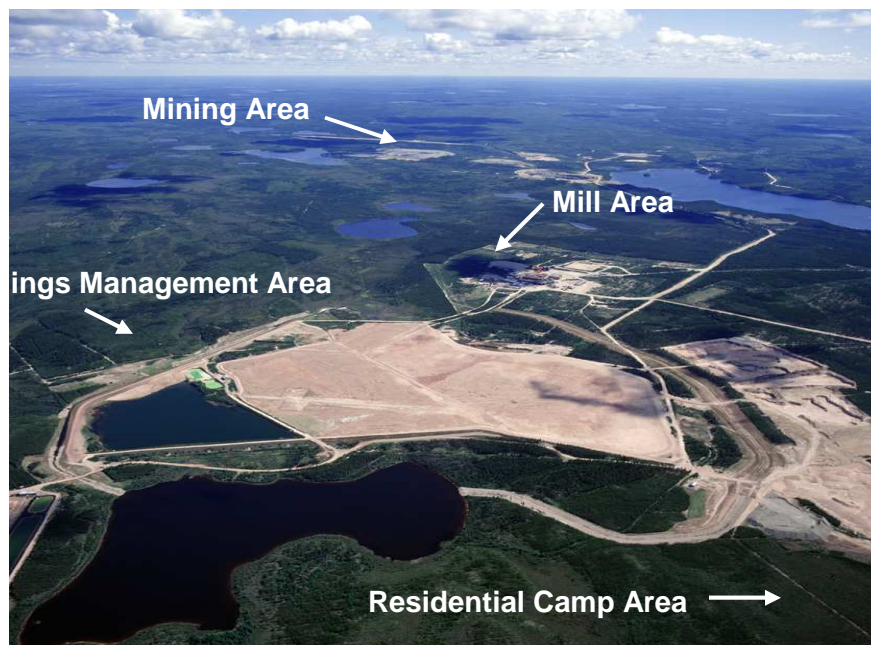 Mining Area
Mill Area
ings Management Area
Residential Camp Area